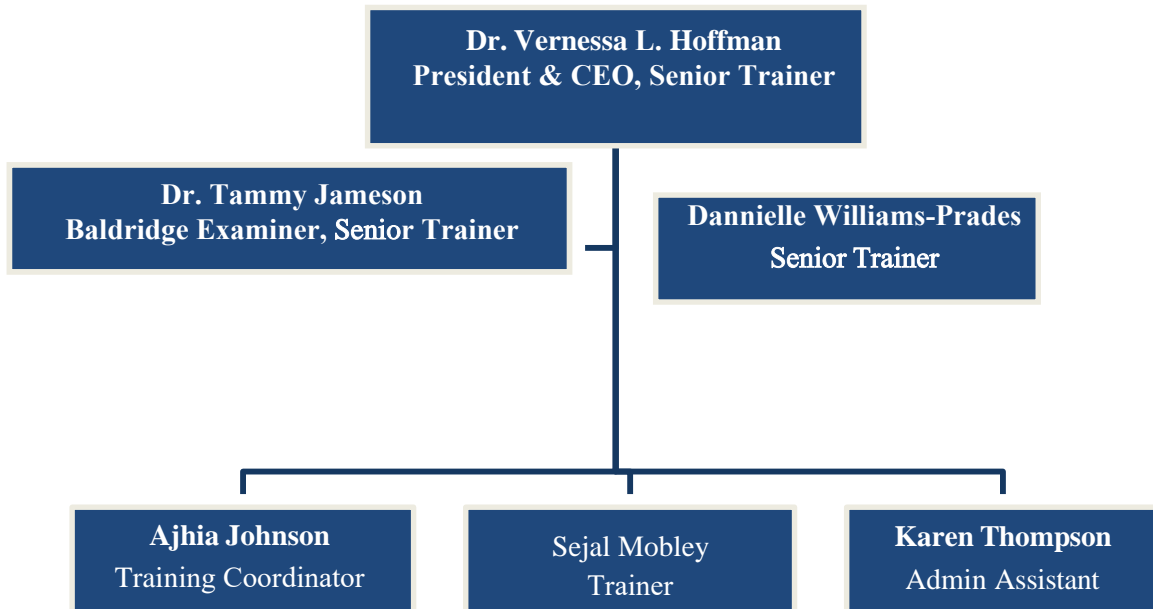 Dr. Vernessa L. Hoffman
President & CEO, Senior Trainer
Dr. Tammy Jameson
Baldridge Examiner, Senior Trainer
Dannielle Williams-Prades
Senior Trainer
Ajhia Johnson
Training Coordinator
Sejal Mobley
Trainer
Karen Thompson
Admin Assistant